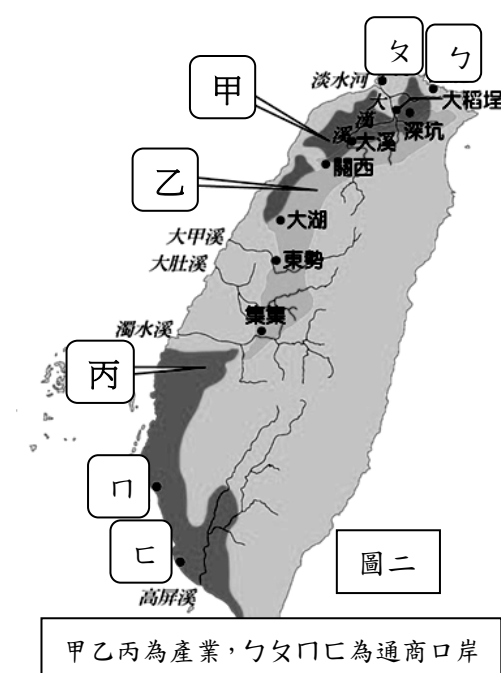 ㄆ
ㄅ
淡水河
甲
大
漢
溪
大稻埕
深坑
大溪
關西
乙
大湖
大甲溪
東勢
大肚溪
集集
濁水溪
丙
ㄇ
ㄈ
高屏溪
圖二
甲乙丙為產業,ㄅㄆㄇㄈ為通商口岸